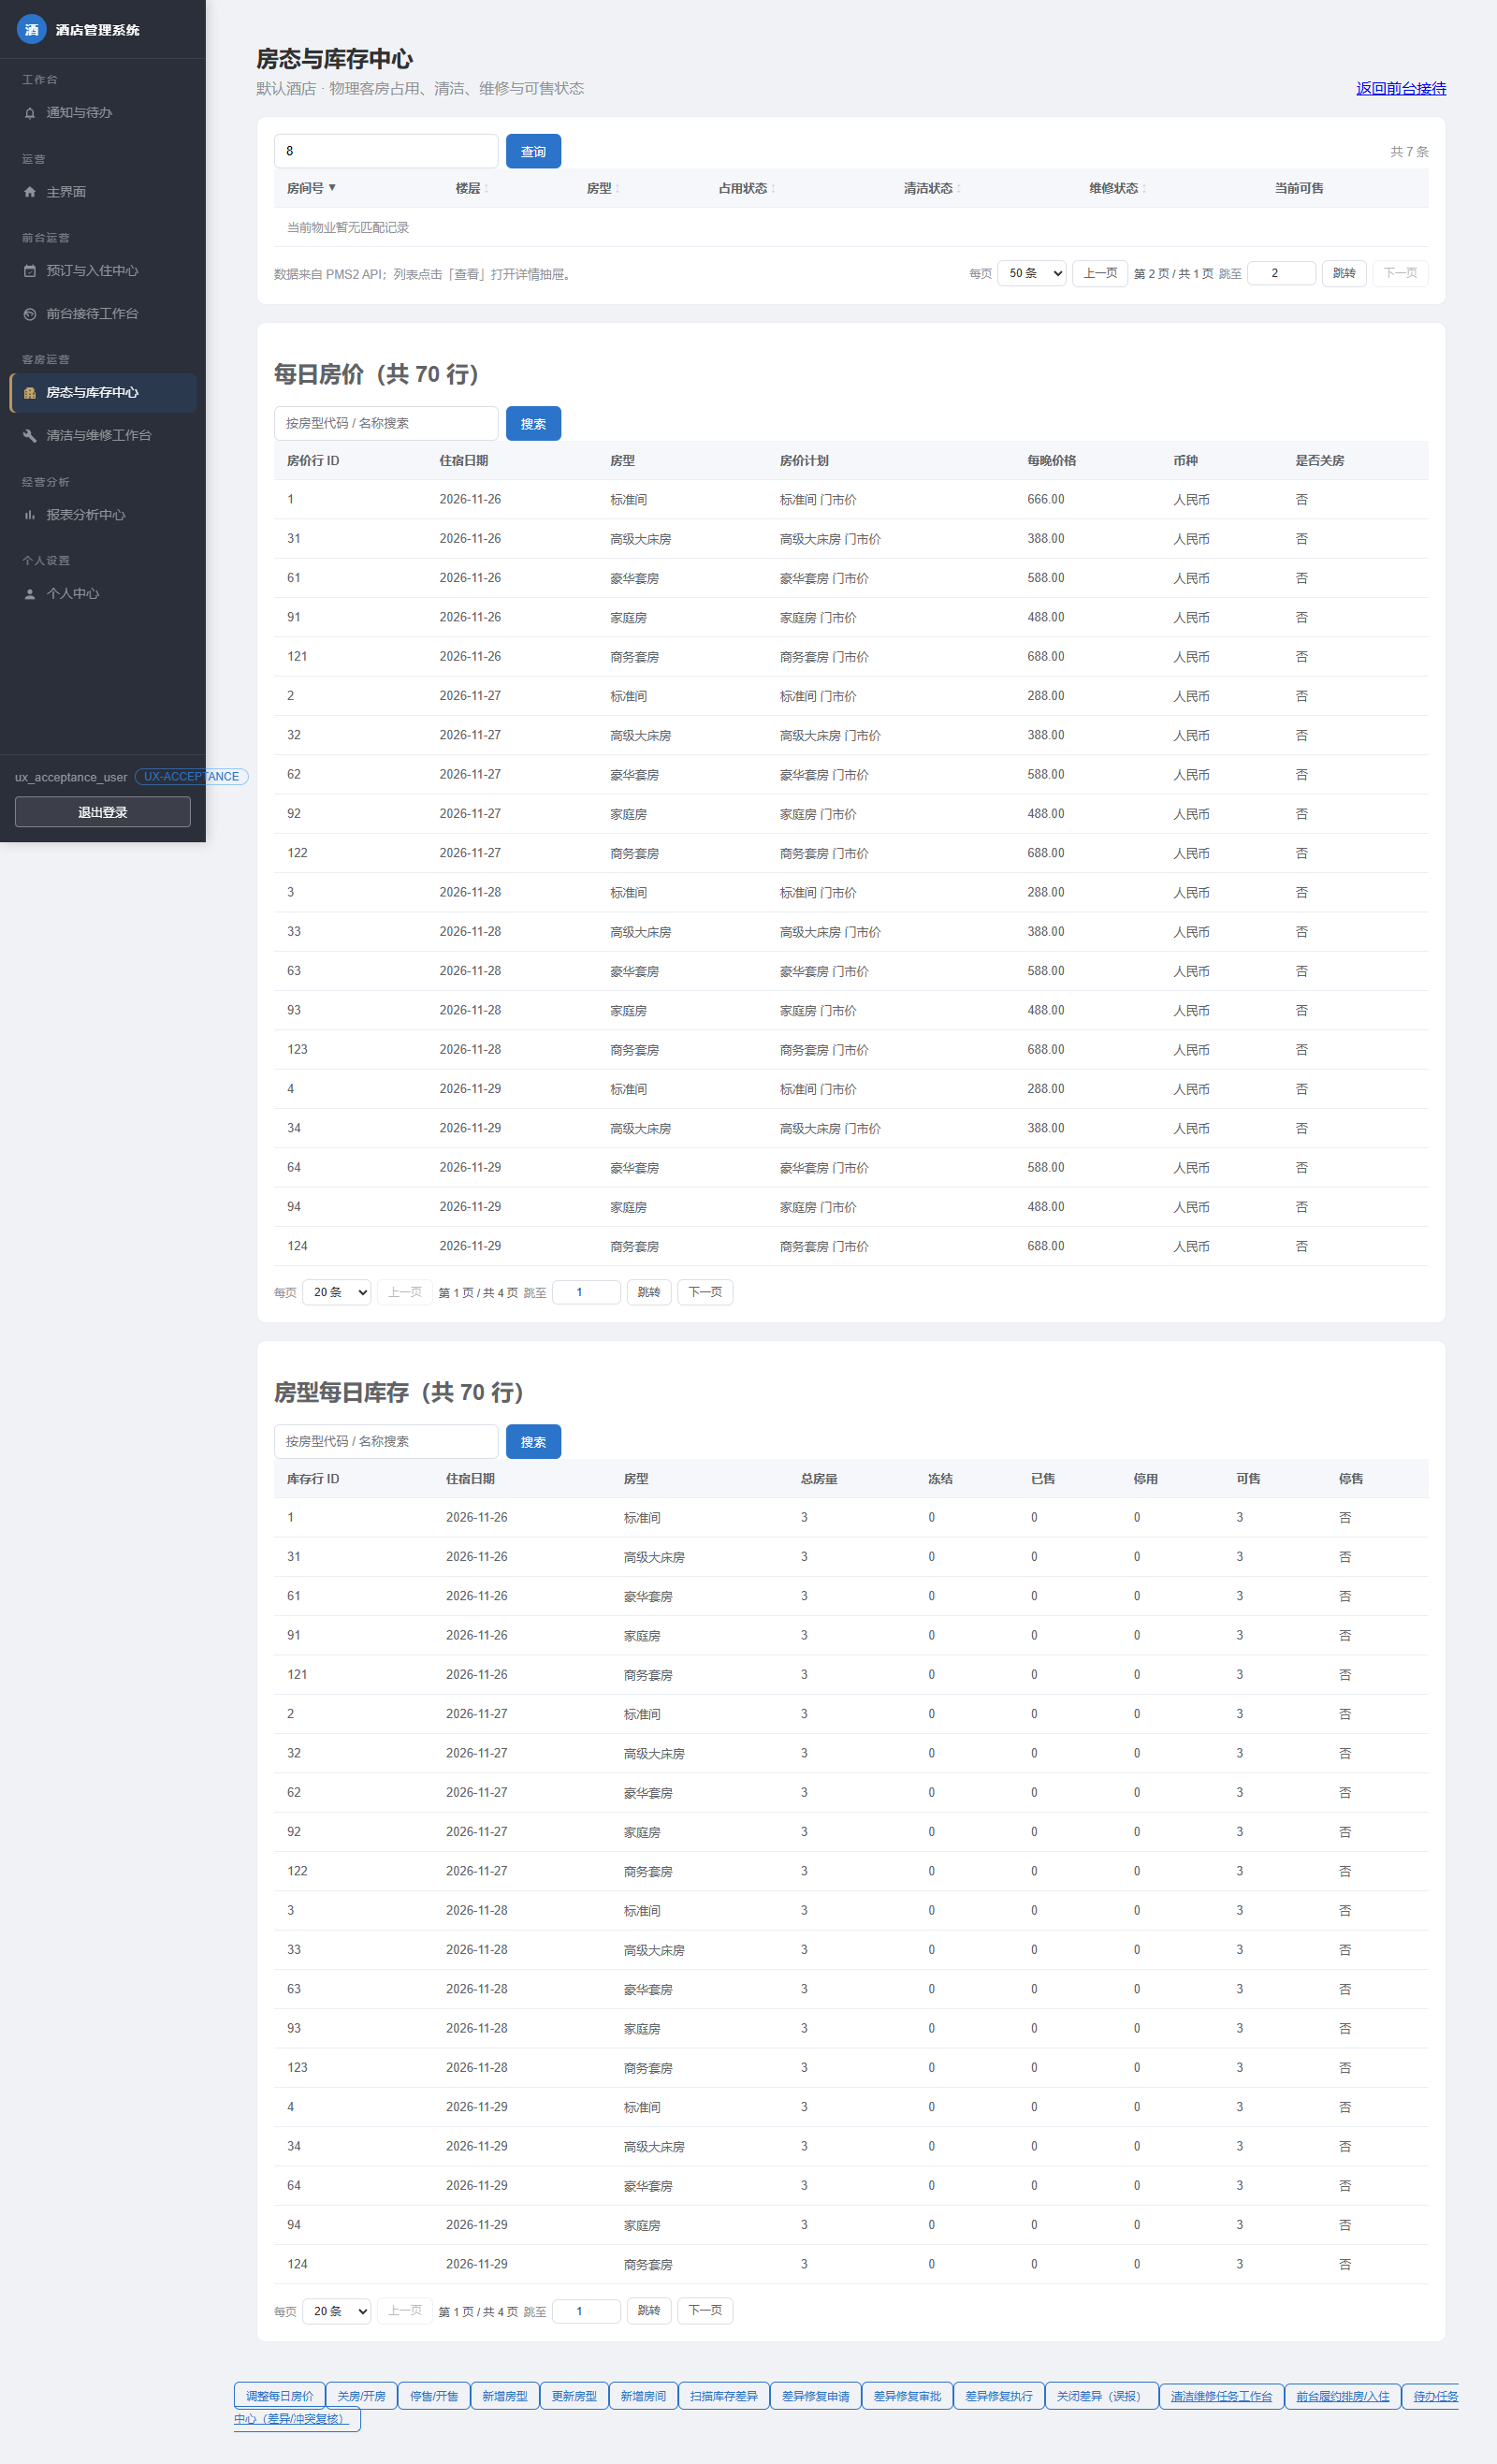 酒 酒店管理系统
工作台
通知与待办
运营
主界面
前台运营
预订与入住中心
前台接待工作台
客房运营
房态与库存中心
清洁与维修工作台
经营分析
报表分析中心
个人设置
个人中心
ux_acceptance_user UX-ACCEPTANCE
退出登录
房态与库存中心
默认酒店 · 物理客房占用、清洁、维修与可售状态
返回前台接待
8 查询 共 7 条
房间号 ▼ 楼层 ↕ 房型 ↕ 占用状态 ↕ 清洁状态 ↕ 维修状态 ↕ 当前可售
当前物业暂无匹配记录
数据来自 PMS2 API；列表点击「查看」打开详情抽屉。 每页 50 条 上一页 第 2 页 / 共 1 页 跳至 2 跳转 下一页
每日房价（共 70 行）
按房型代码 / 名称搜索 搜索
房价行 ID 住宿日期 房型 房价计划 每晚价格 币种 是否关房
1 2026-11-26 标准间 标准间 门市价 666.00 人民币 否
31 2026-11-26 高级大床房 高级大床房 门市价 388.00 人民币 否
61 2026-11-26 豪华套房 豪华套房 门市价 588.00 人民币 否
91 2026-11-26 家庭房 家庭房 门市价 488.00 人民币 否
121 2026-11-26 商务套房 商务套房 门市价 688.00 人民币 否
2 2026-11-27 标准间 标准间 门市价 288.00 人民币 否
32 2026-11-27 高级大床房 高级大床房 门市价 388.00 人民币 否
62 2026-11-27 豪华套房 豪华套房 门市价 588.00 人民币 否
92 2026-11-27 家庭房 家庭房 门市价 488.00 人民币 否
122 2026-11-27 商务套房 商务套房 门市价 688.00 人民币 否
3 2026-11-28 标准间 标准间 门市价 288.00 人民币 否
33 2026-11-28 高级大床房 高级大床房 门市价 388.00 人民币 否
63 2026-11-28 豪华套房 豪华套房 门市价 588.00 人民币 否
93 2026-11-28 家庭房 家庭房 门市价 488.00 人民币 否
123 2026-11-28 商务套房 商务套房 门市价 688.00 人民币 否
4 2026-11-29 标准间 标准间 门市价 288.00 人民币 否
34 2026-11-29 高级大床房 高级大床房 门市价 388.00 人民币 否
64 2026-11-29 豪华套房 豪华套房 门市价 588.00 人民币 否
94 2026-11-29 家庭房 家庭房 门市价 488.00 人民币 否
124 2026-11-29 商务套房 商务套房 门市价 688.00 人民币 否
每页 20 条 上一页 第 1 页 / 共 4 页 跳至 1 跳转 下一页
房型每日库存（共 70 行）
按房型代码 / 名称搜索 搜索
库存行 ID 住宿日期 房型 总房量 冻结 已售 停用 可售 停售
1 2026-11-26 标准间 3 0 0 0 3 否
31 2026-11-26 高级大床房 3 0 0 0 3 否
61 2026-11-26 豪华套房 3 0 0 0 3 否
91 2026-11-26 家庭房 3 0 0 0 3 否
121 2026-11-26 商务套房 3 0 0 0 3 否
2 2026-11-27 标准间 3 0 0 0 3 否
32 2026-11-27 高级大床房 3 0 0 0 3 否
62 2026-11-27 豪华套房 3 0 0 0 3 否
92 2026-11-27 家庭房 3 0 0 0 3 否
122 2026-11-27 商务套房 3 0 0 0 3 否
3 2026-11-28 标准间 3 0 0 0 3 否
33 2026-11-28 高级大床房 3 0 0 0 3 否
63 2026-11-28 豪华套房 3 0 0 0 3 否
93 2026-11-28 家庭房 3 0 0 0 3 否
123 2026-11-28 商务套房 3 0 0 0 3 否
4 2026-11-29 标准间 3 0 0 0 3 否
34 2026-11-29 高级大床房 3 0 0 0 3 否
64 2026-11-29 豪华套房 3 0 0 0 3 否
94 2026-11-29 家庭房 3 0 0 0 3 否
124 2026-11-29 商务套房 3 0 0 0 3 否
每页 20 条 上一页 第 1 页 / 共 4 页 跳至 1 跳转 下一页
调整每日房价 关房/开房 停售/开售 新增房型 更新房型 新增房间 扫描库存差异 差异修复申请 差异修复审批 差异修复执行 关闭差异（误报） 清洁维修任务工作台 前台履约排房/入住 待办任务
中心（差异/冲突复核）